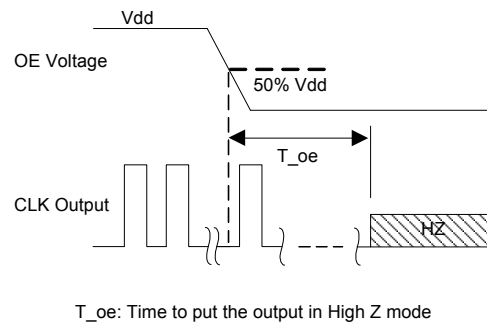 Vdd
OE Voltage
50% Vdd
T_oe
CLK Output
HZ
T_oe: Time to put the output in High Z mode